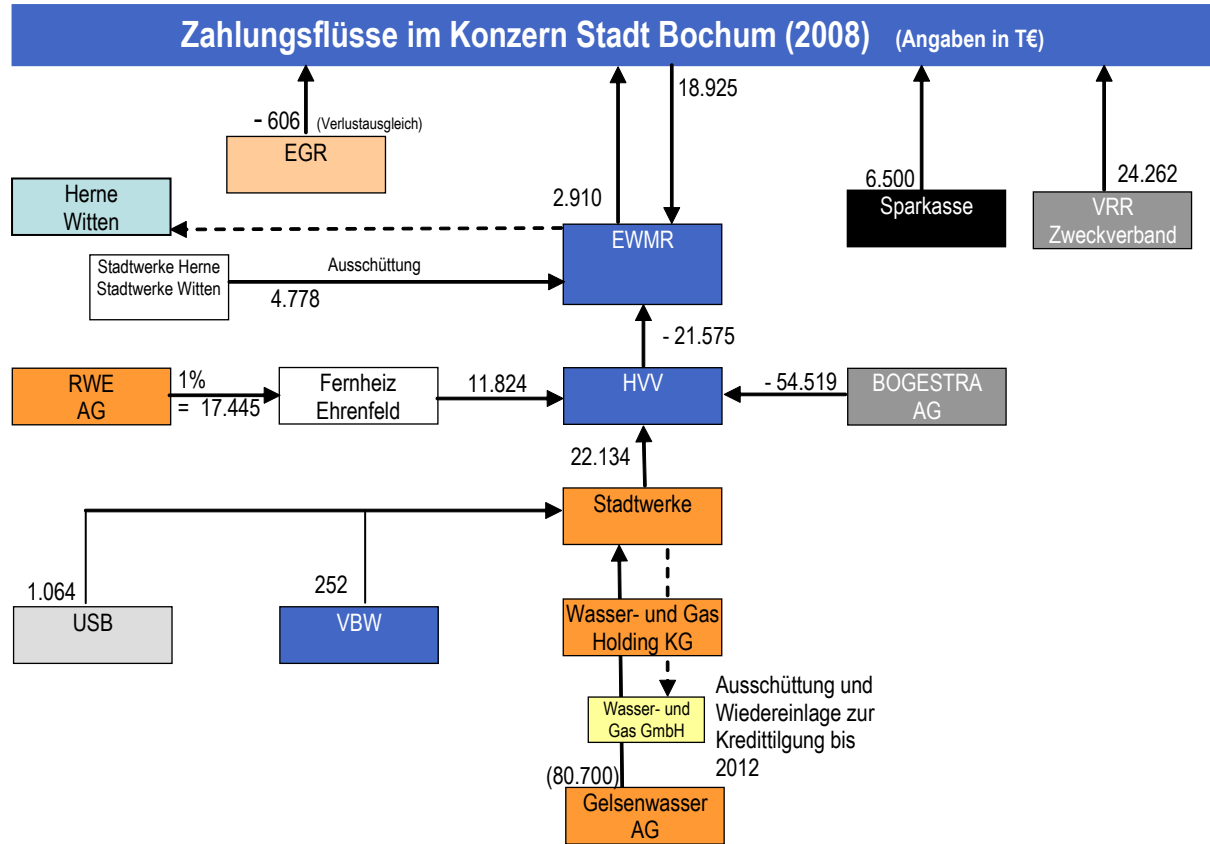 Zahlungsflüsse im Konzern Stadt Bochum (2008) (Angaben in T€)
18.925
- 606 (Verlustausgleich)
EGR
Herne
Witten
2.910
6.500
Sparkasse
24.262
VRR
Zweckverband
EWMR
Stadtwerke Herne
Stadtwerke Witten
Ausschüttung
4.778
- 21.575
RWE
AG
1%
= 17.445
Fernheiz
Ehrenfeld
11.824
HVV
- 54.519
BOGESTRA
AG
22.134
Stadtwerke
1.064
USB
252
VBW
Wasser- und Gas
Holding KG
Wasser- und
Gas GmbH
Ausschüttung und
Wiedereinlage zur
Kredittilgung bis
2012
(80.700)
Gelsenwasser
AG